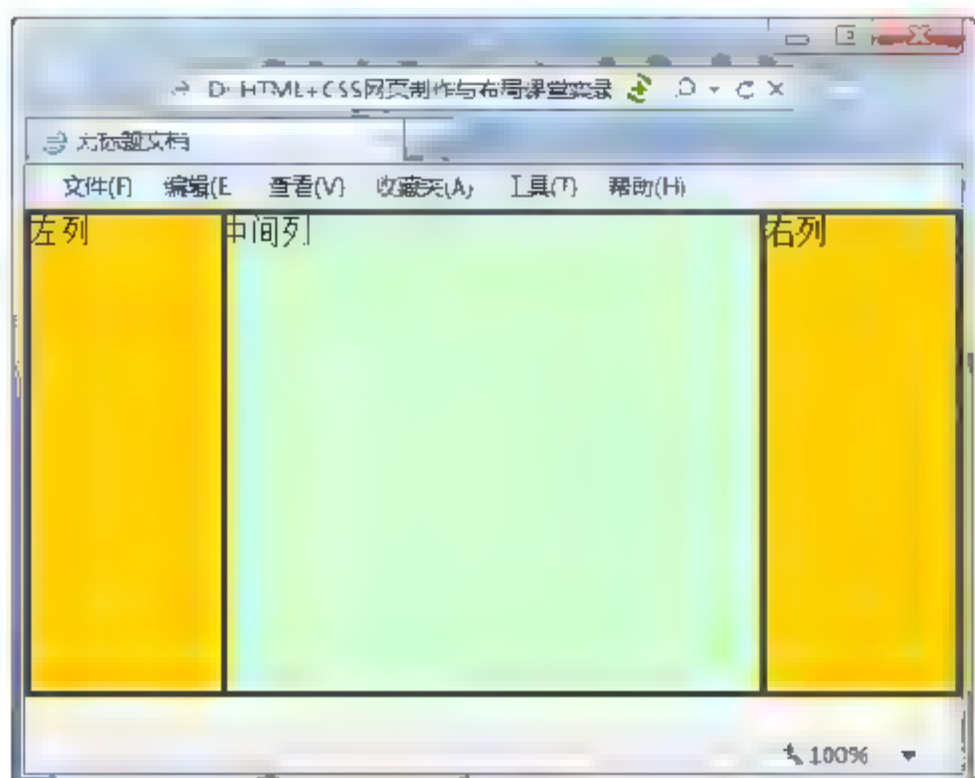 D: HTML+CSS网页制作与布局课堂实录
无标题文档
文件(F) 编辑(E 查看(V) 收藏夹(A) 工具(T) 帮助(H)
左列 中间列 右列
100%